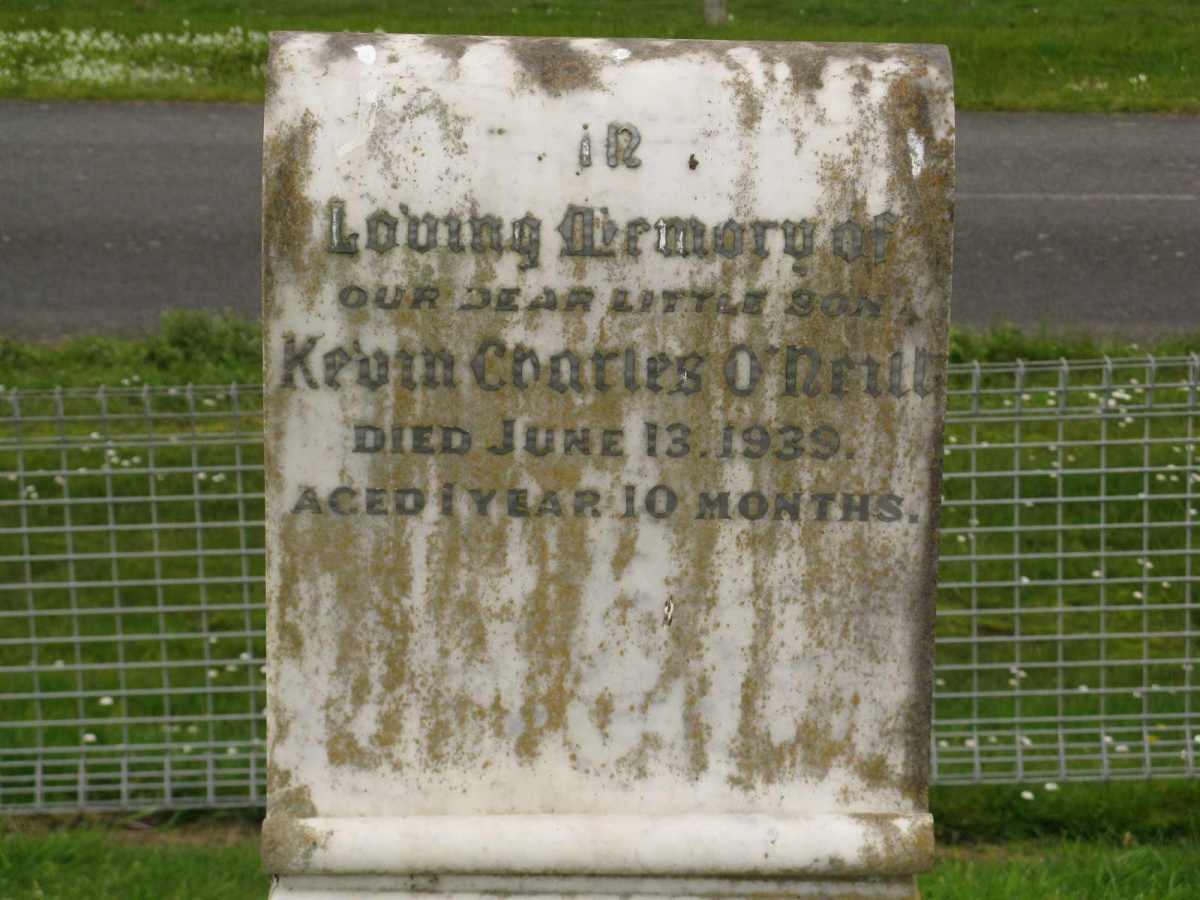 in
Loving Memory of
OUR DEAR LITTLE SON
Kevin Charles O'Neill
DIED JUNE 13. 1939.
AGED 1 YEAR 10 MONTHS.